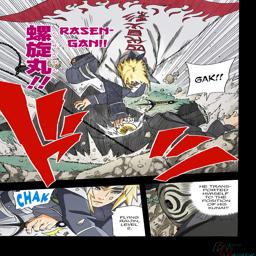 RASEN-
GAN!!
螺旋丸!!
GAK!!
CHAK
FLYING
RAIJIN,
LEVEL
HE TRANS-
PORTED
HIMSELF
TO THE
POSITION
OF HIS
KUNAI!